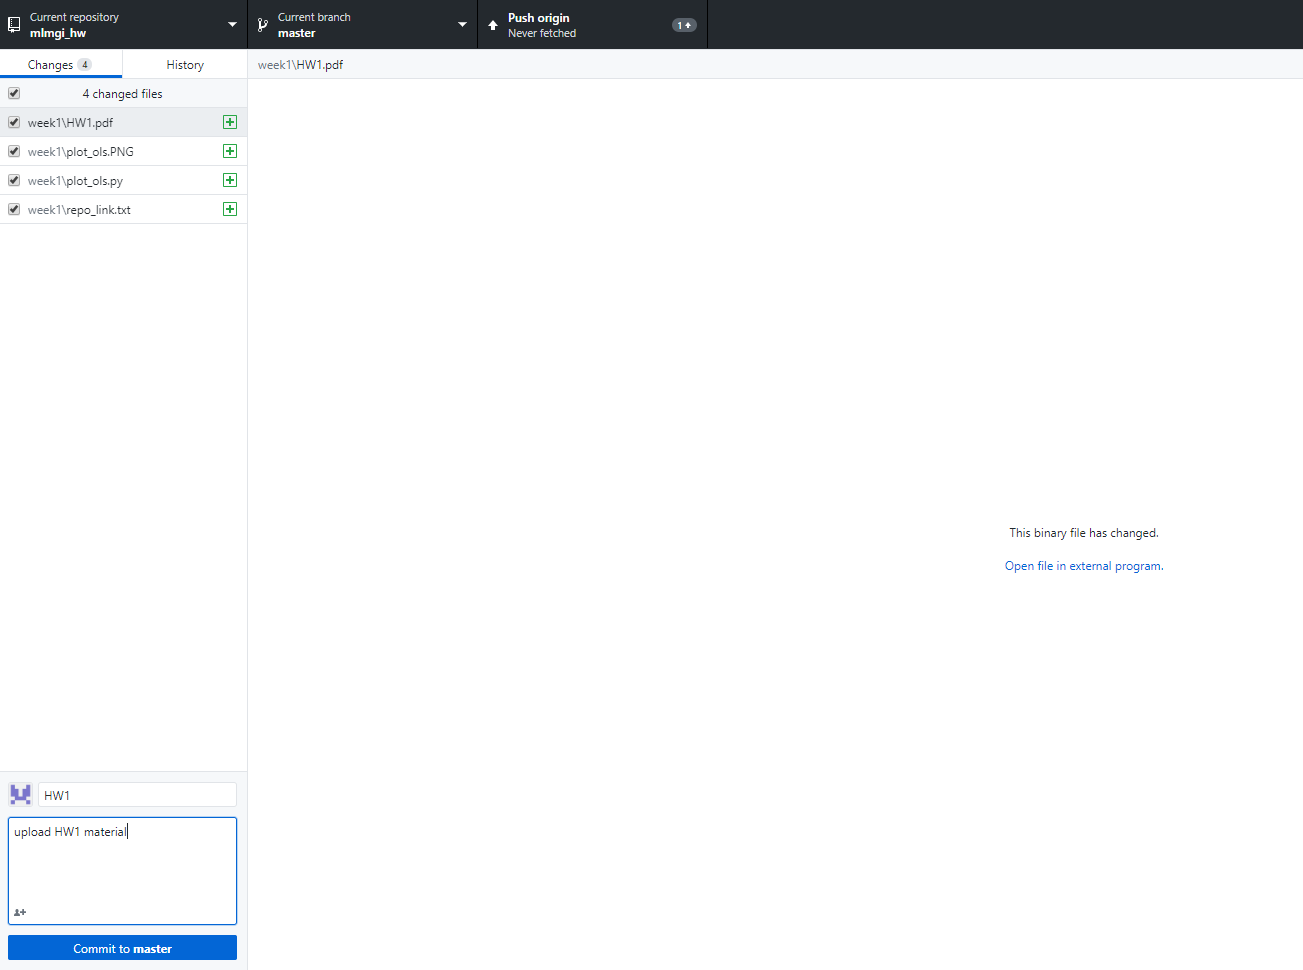 Current repository
mlmgi_hw
Current branch
master
Push origin
Never fetched
1
Changes 4
History
week1\HW1.pdf
4 changed files
week1\HW1.pdf
week1\plot_ols.PNG
week1\plot_ols.py
week1\repo_link.txt
This binary file has changed.
Open file in external program.
HW1
upload HW1 material
Commit to master